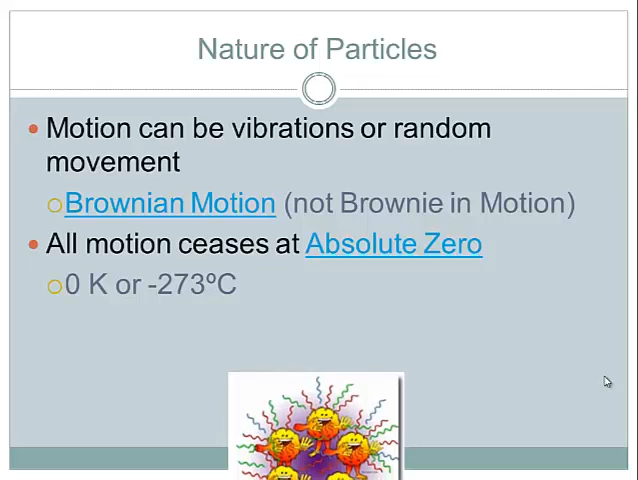 Nature of Particles
Motion can be vibrations or random
movement
Brownian Motion (not Brownie in Motion)
All motion ceases at Absolute Zero
0 K or -273ºC